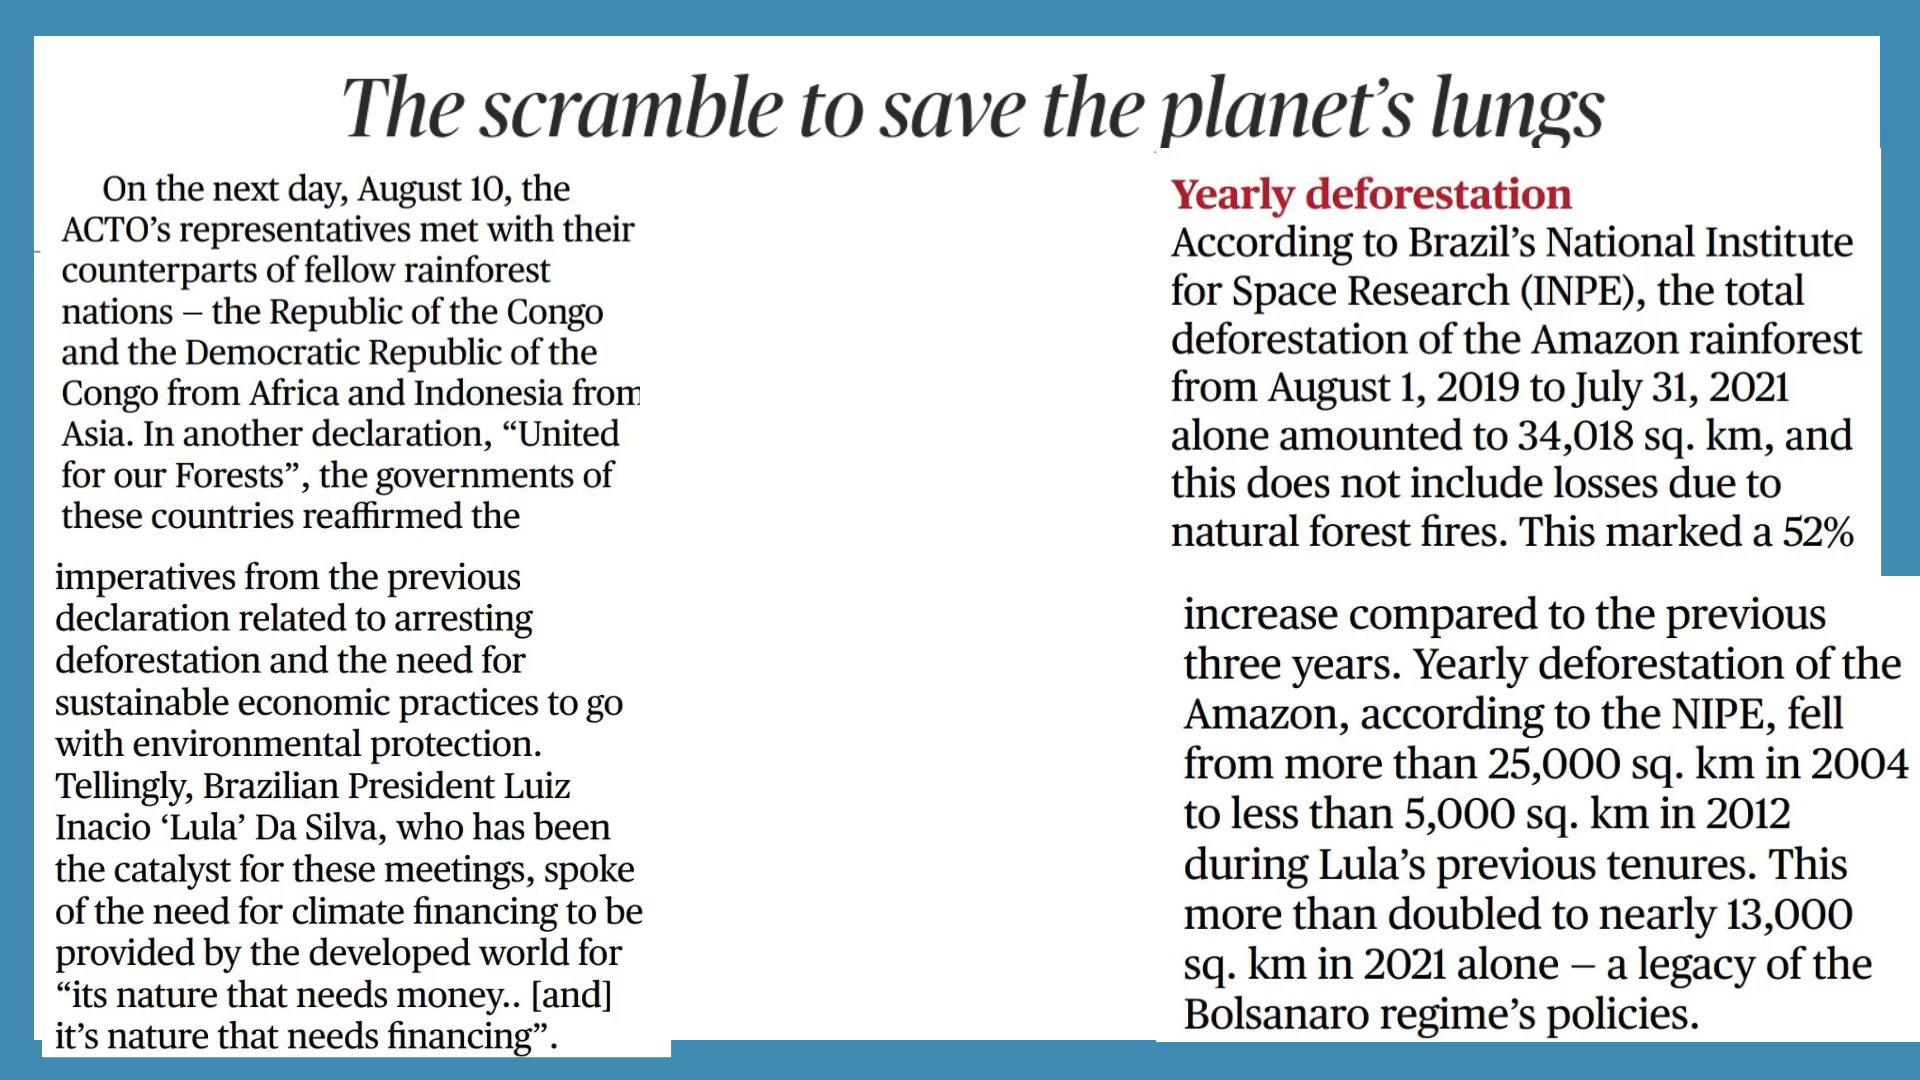 The scramble to save the planet’s lungs
On the next day, August 10, the
ACTO’s representatives met with their
counterparts of fellow rainforest
nations – the Republic of the Congo
and the Democratic Republic of the
Congo from Africa and Indonesia from
Asia. In another declaration, “United
for our Forests”, the governments of
these countries reaffirmed the
imperatives from the previous
declaration related to arresting
deforestation and the need for
sustainable economic practices to go
with environmental protection.
Tellingly, Brazilian President Luiz
Inacio ‘Lula’ Da Silva, who has been
the catalyst for these meetings, spoke
of the need for climate financing to be
provided by the developed world for
“its nature that needs money.. [and]
it’s nature that needs financing”.
Yearly deforestation
According to Brazil’s National Institute
for Space Research (INPE), the total
deforestation of the Amazon rainforest
from August 1, 2019 to July 31, 2021
alone amounted to 34,018 sq. km, and
this does not include losses due to
natural forest fires. This marked a 52%
increase compared to the previous
three years. Yearly deforestation of the
Amazon, according to the NIPE, fell
from more than 25,000 sq. km in 2004
to less than 5,000 sq. km in 2012
during Lula’s previous tenures. This
more than doubled to nearly 13,000
sq. km in 2021 alone – a legacy of the
Bolsanaro regime’s policies.